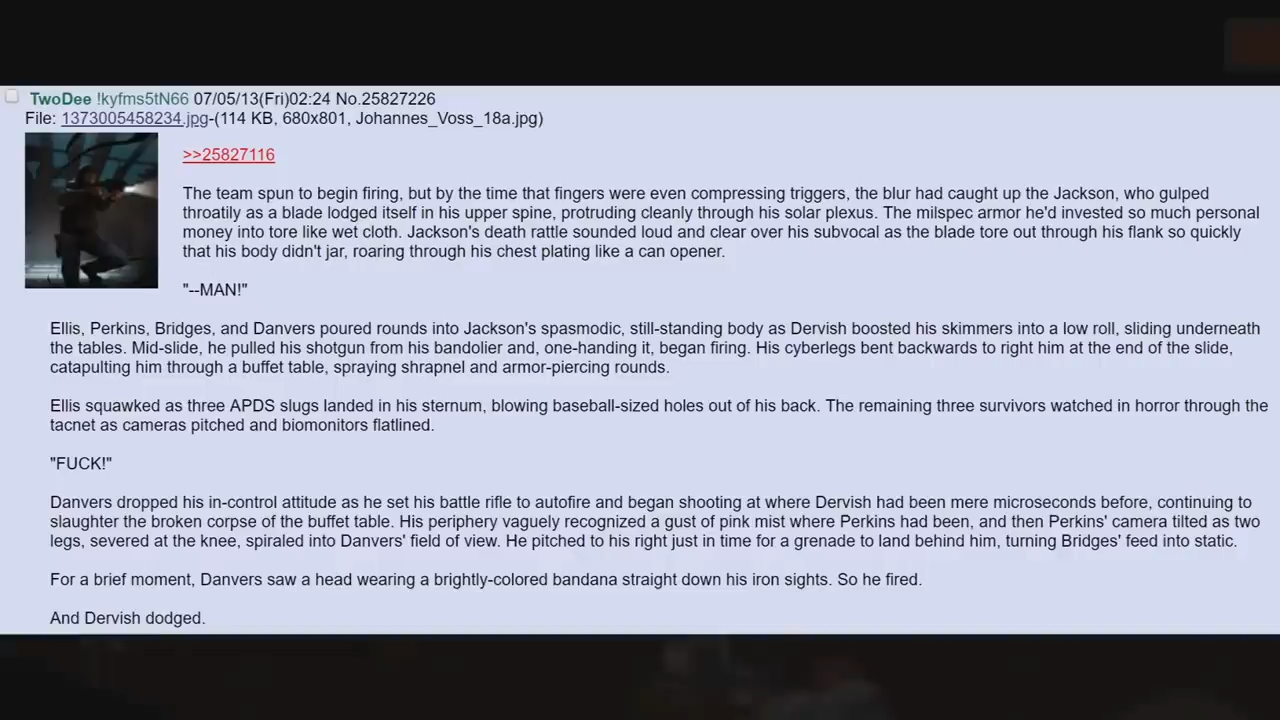 TwoDee !kyfms5tN66 07/05/13(Fri)02:24 No.25827226
File: 1373005458234.jpg-(114 KB, 680x801, Johannes_Voss_18a.jpg)
>>25827116
The team spun to begin firing, but by the time that fingers were even compressing triggers, the blur had caught up the Jackson, who gulped
throatily as a blade lodged itself in his upper spine, protruding cleanly through his solar plexus. The milspec armor he'd invested so much personal
money into tore like wet cloth. Jackson's death rattle sounded loud and clear over his subvocal as the blade tore out through his flank so quickly
that his body didn't jar, roaring through his chest plating like a can opener.
"--MAN!"
Ellis, Perkins, Bridges, and Danvers poured rounds into Jackson's spasmodic, still-standing body as Dervish boosted his skimmers into a low roll, sliding underneath
the tables. Mid-slide, he pulled his shotgun from his bandolier and, one-handing it, began firing. His cyberlegs bent backwards to right him at the end of the slide,
catapulting him through a buffet table, spraying shrapnel and armor-piercing rounds.
Ellis squawked as three APDS slugs landed in his sternum, blowing baseball-sized holes out of his back. The remaining three survivors watched in horror through the
tacnet as cameras pitched and biomonitors flatlined.
"FUCK!"
Danvers dropped his in-control attitude as he set his battle rifle to autofire and began shooting at where Dervish had been mere microseconds before, continuing to
slaughter the broken corpse of the buffet table. His periphery vaguely recognized a gust of pink mist where Perkins had been, and then Perkins' camera tilted as two
legs, severed at the knee, spiraled into Danvers' field of view. He pitched to his right just in time for a grenade to land behind him, turning Bridges' feed into static.
For a brief moment, Danvers saw a head wearing a brightly-colored bandana straight down his iron sights. So he fired.
And Dervish dodged.